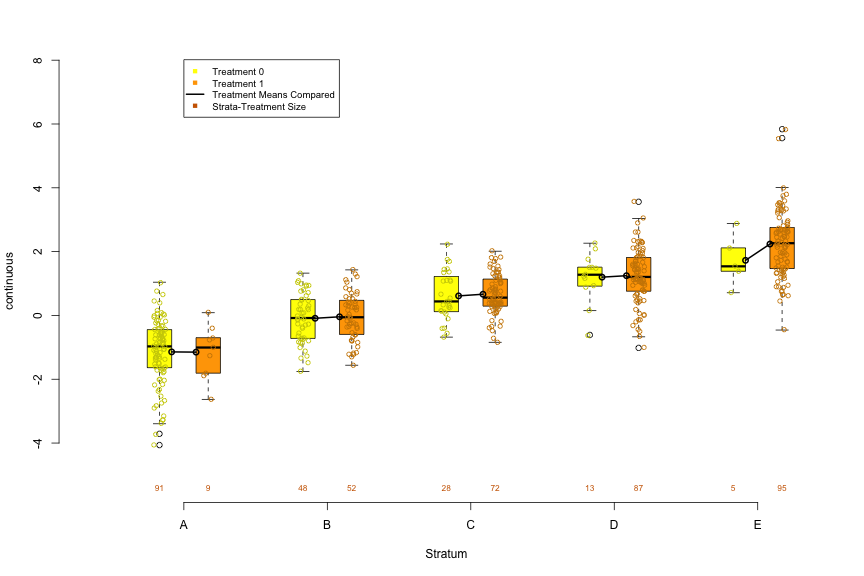 Treatment 0
Treatment 1
Treatment Means Compared
Strata-Treatment Size
8
6
4
2
0
-2
-4
continuous
91 9 48 52 28 72 13 87 5 95
A B C D E
Stratum